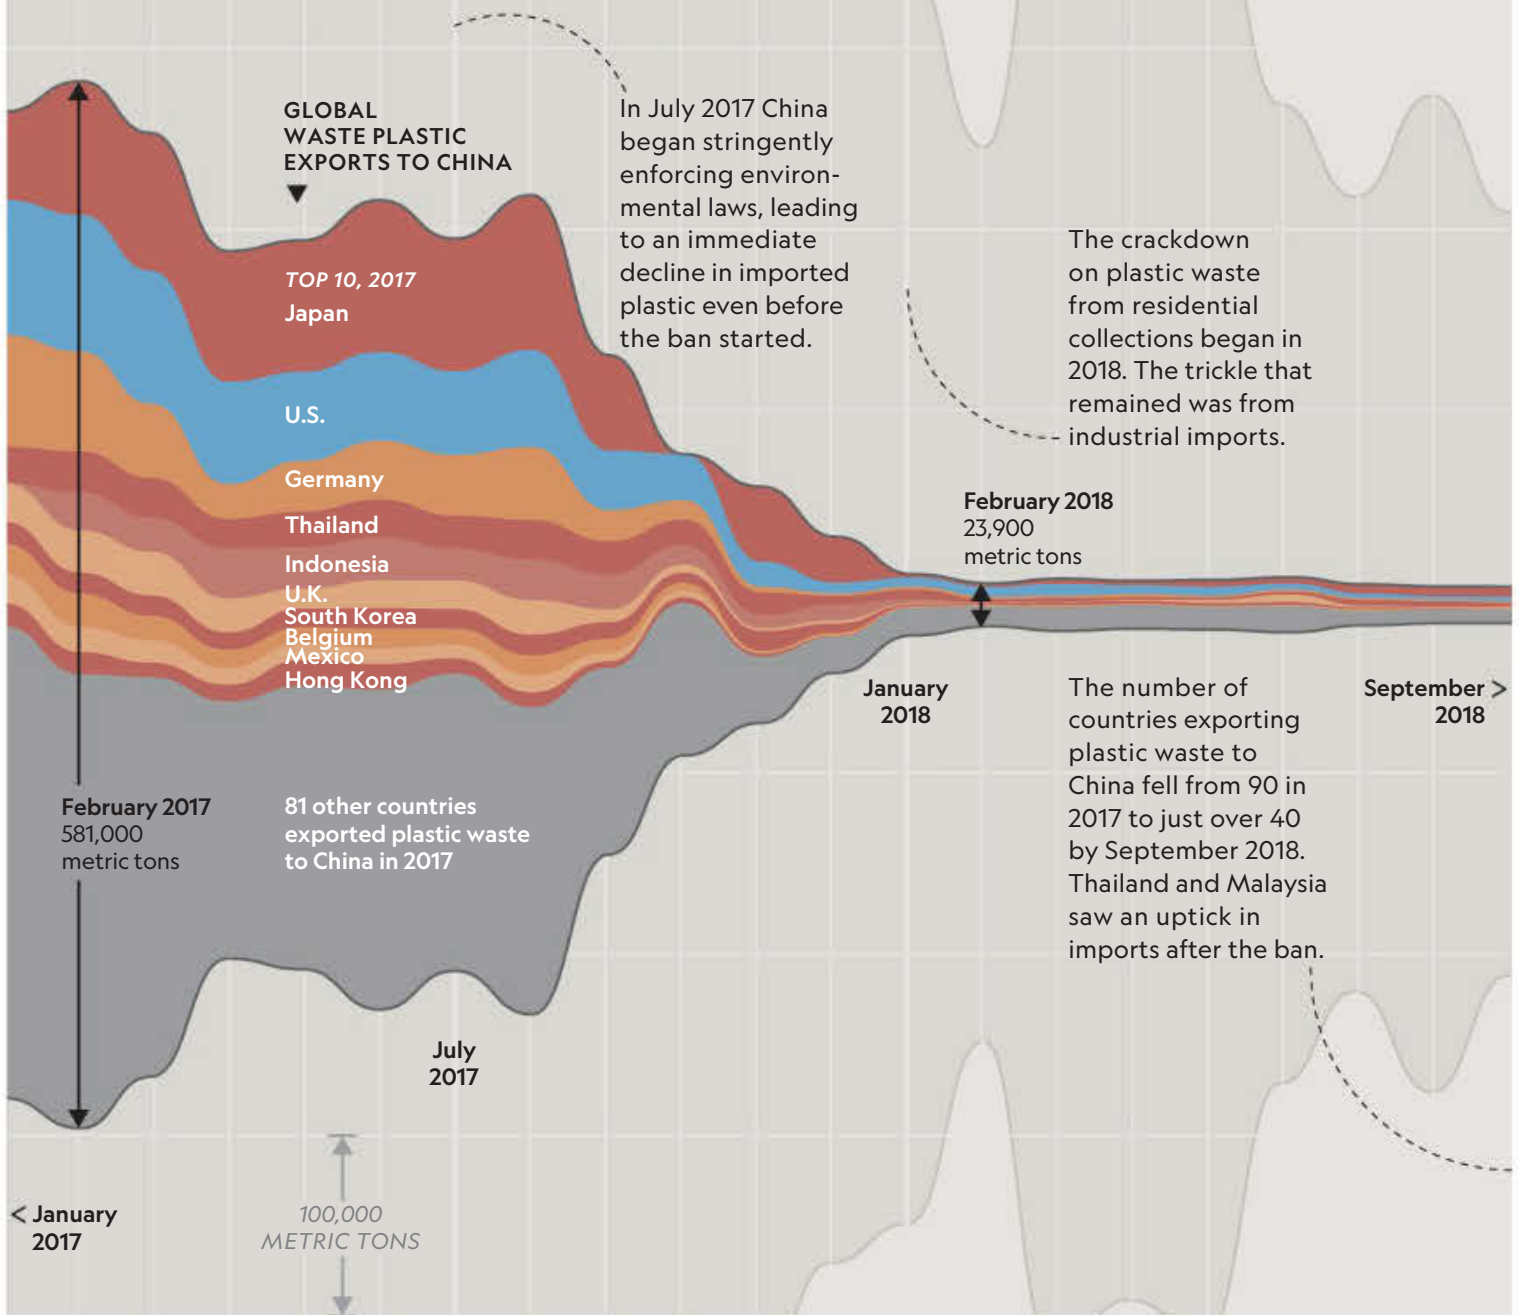 GLOBAL
WASTE PLASTIC
EXPORTS TO CHINA
TOP 10, 2017
Japan
U.S.
Germany
Thailand
Indonesia
U.K.
South Korea
Belgium
Mexico
Hong Kong
81 other countries
exported plastic waste
to China in 2017
February 2017
581,000
metric tons
In July 2017 China
began stringently
enforcing environ-
mental laws, leading
to an immediate
decline in imported
plastic even before
the ban started.
The crackdown
on plastic waste
from residential
collections began in
2018. The trickle that
remained was from
industrial imports.
February 2018
23,900
metric tons
January
2018
The number of
countries exporting
plastic waste to
China fell from 90 in
2017 to just over 40
by September 2018.
Thailand and Malaysia
saw an uptick in
imports after the ban.
September >
2018
July
2017
< January
2017
100,000
METRIC TONS